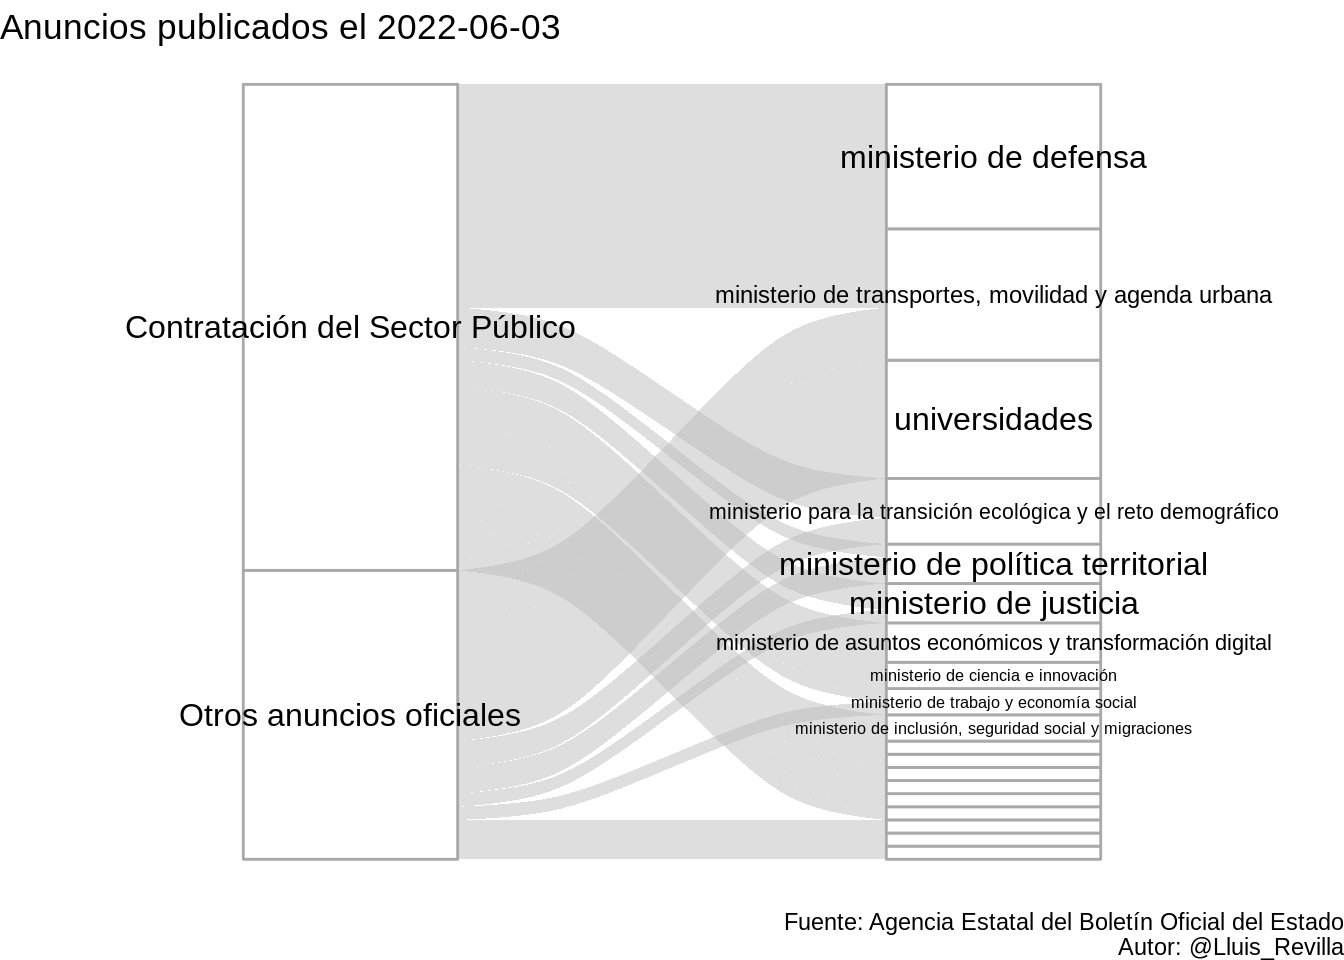 Anuncios publicados el 2022-06-03
ministerio de defensa
ministerio de transportes, movilidad y agenda urbana
Contratación del Sector Público
universidades
ministerio para la transición ecológica y el reto demográfico
ministerio de política territorial
ministerio de justicia
ministerio de asuntos económicos y transformación digital
ministerio de ciencia e innovación
ministerio de trabajo y economía social
Otros anuncios oficiales
ministerio de inclusión, seguridad social y migraciones
Fuente: Agencia Estatal del Boletín Oficial del Estado
Autor: @Lluis_Revilla